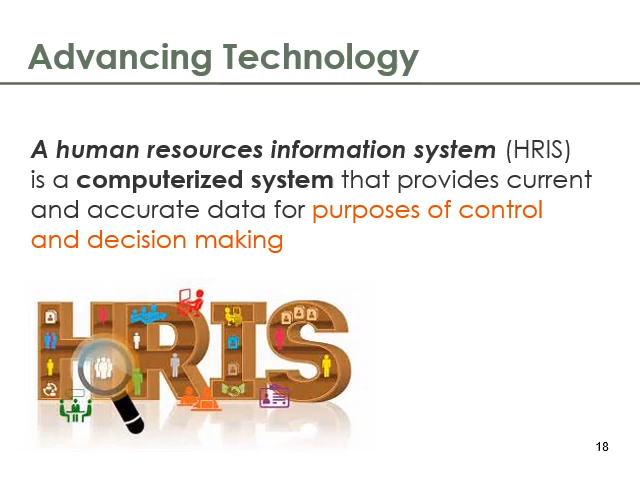 Advancing Technology
A human resources information system (HRIS)
is a computerized system that provides current
and accurate data for purposes of control
and decision making
HRIS
18